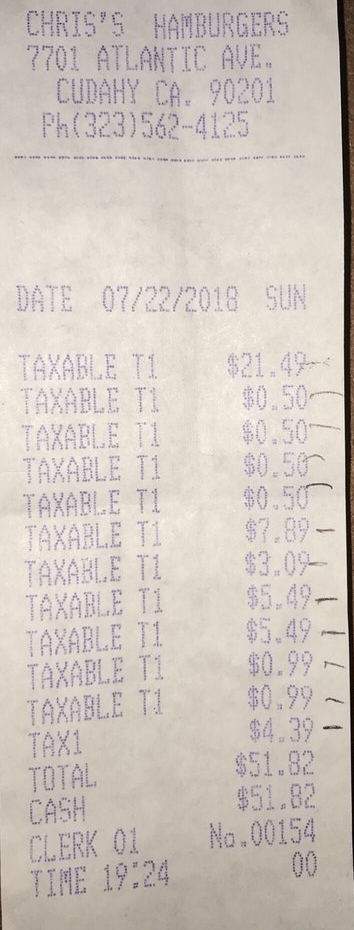 CHRIS'S HAMBURGERS
7701 ATLANTIC AVE.
CUDAHY CA. 90201
Ph(323)562-4125
DATE 07/22/2018 SUN
TAXABLE T1 $21.49
TAXABLE T1 $0.50
TAXABLE T1 $0.50
TAXABLE T1 $0.50
TAXABLE T1 $0.50
TAXABLE T1 $7.89
TAXABLE T1 $3.09
TAXABLE T1 $5.49
TAXABLE T1 $5.49
TAXABLE T1 $0.99
TAXABLE T1 $0.99
TAX1 $4.39
TOTAL $51.82
CASH $51.82
CLERK 01 No.00154
TIME 19:24 00